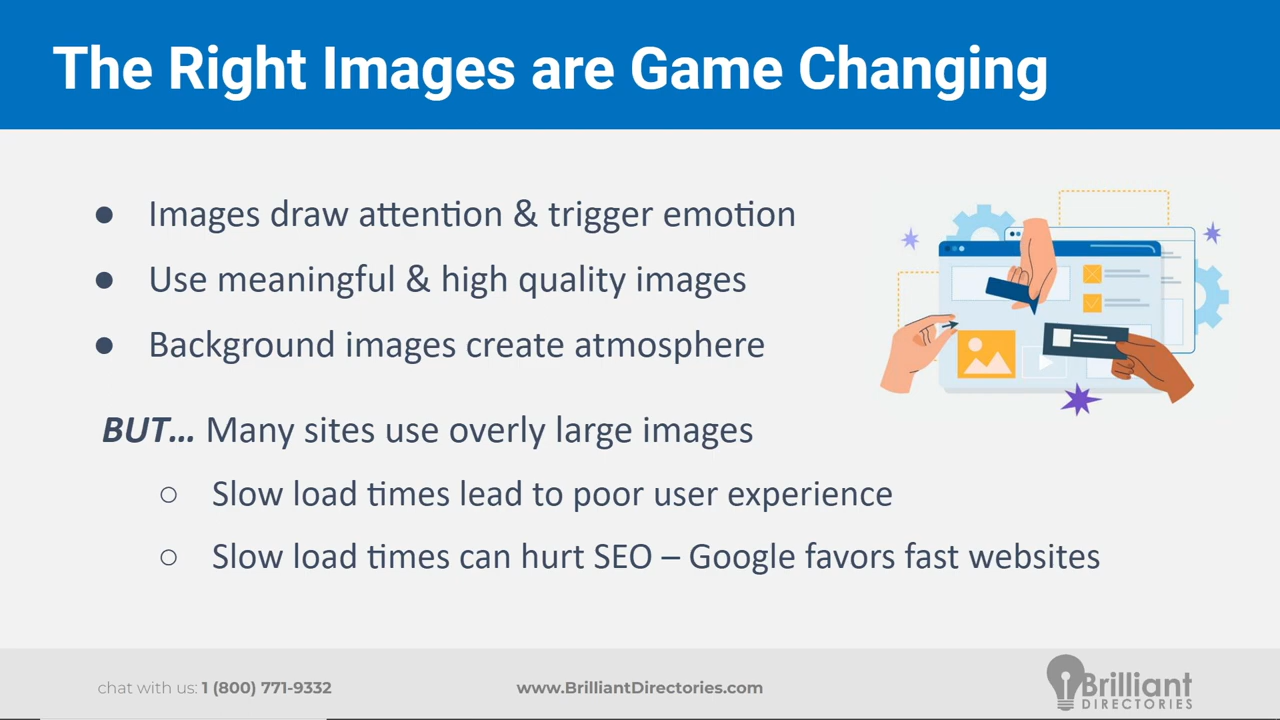 The Right Images are Game Changing
● Images draw attention & trigger emotion
● Use meaningful & high quality images
● Background images create atmosphere
BUT... Many sites use overly large images
○ Slow load times lead to poor user experience
○ Slow load times can hurt SEO – Google favors fast websites
chat with us: 1 (800) 771-9332
www.BrilliantDirectories.com
Brilliant
DIRECTORIES